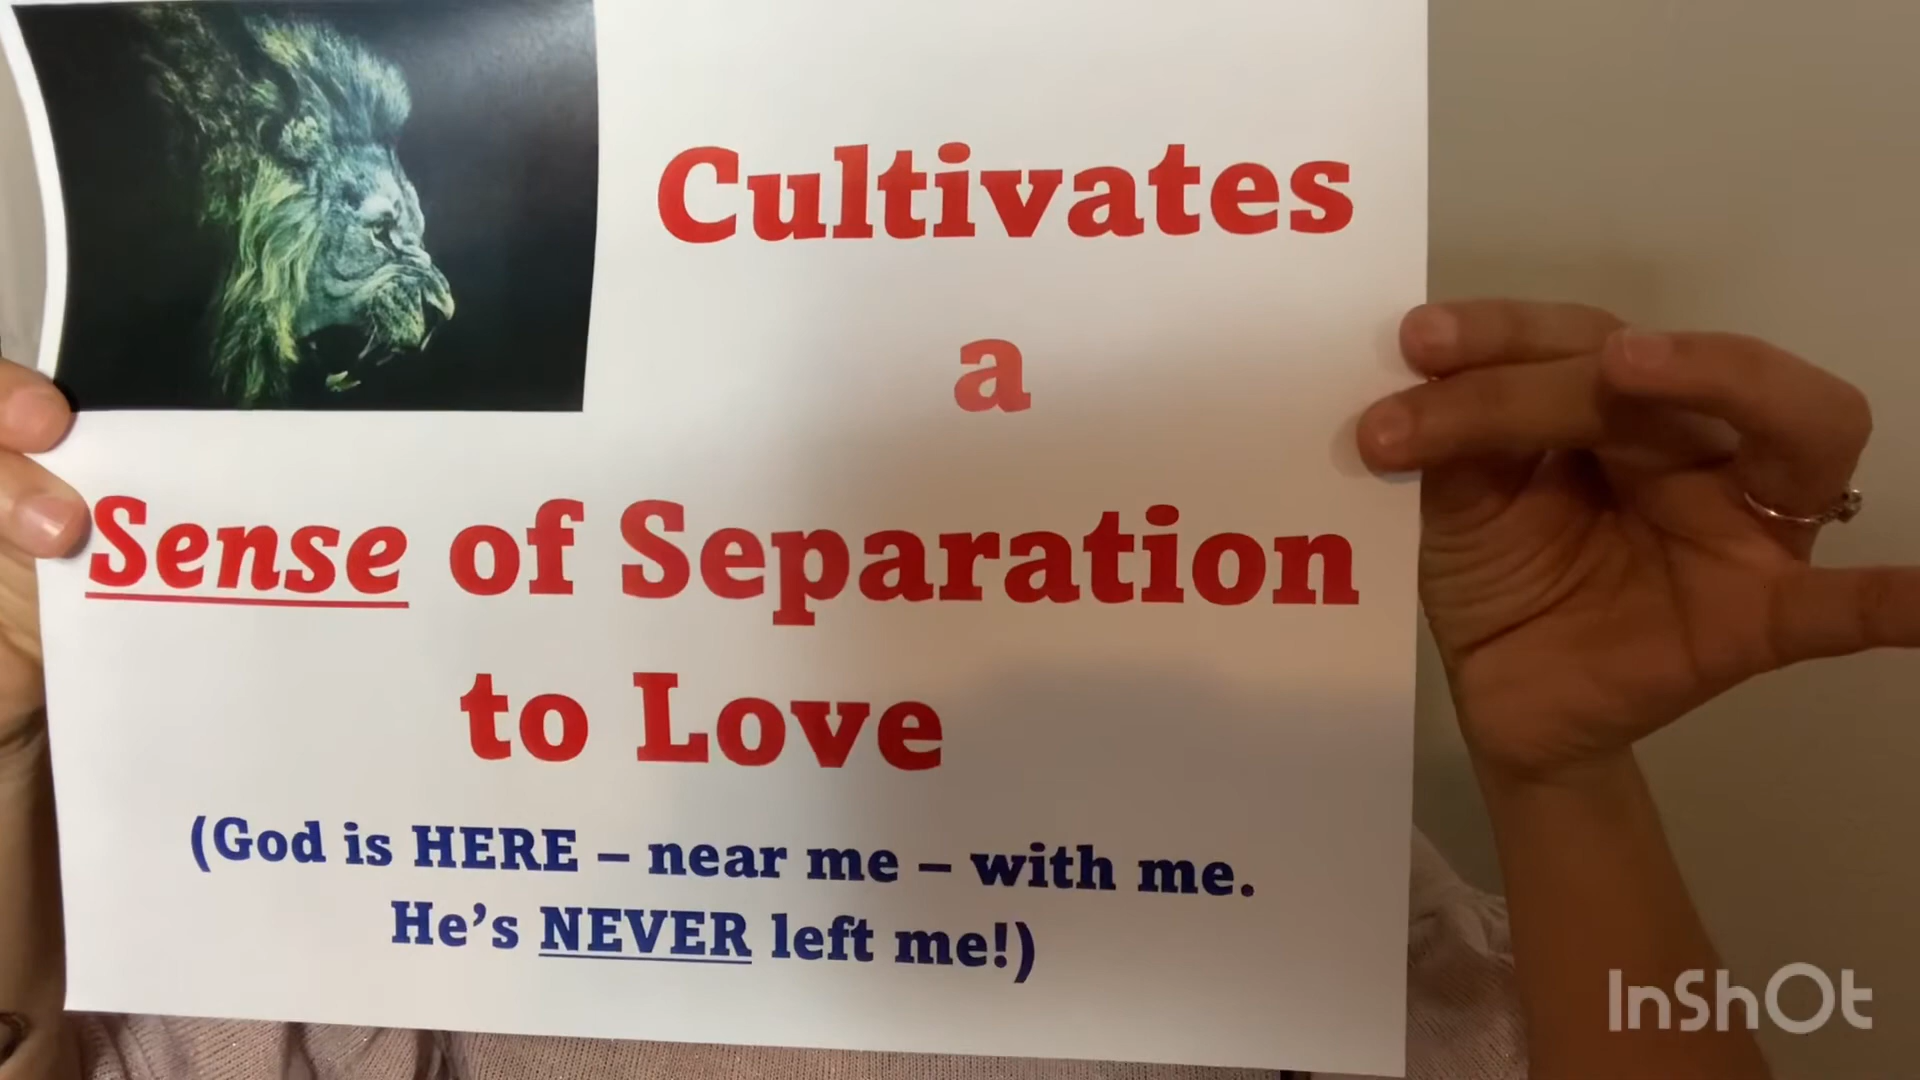 Cultivates
a
Sense of Separation
to Love
(God is HERE – near me – with me.
He's NEVER left me!)
InShOt